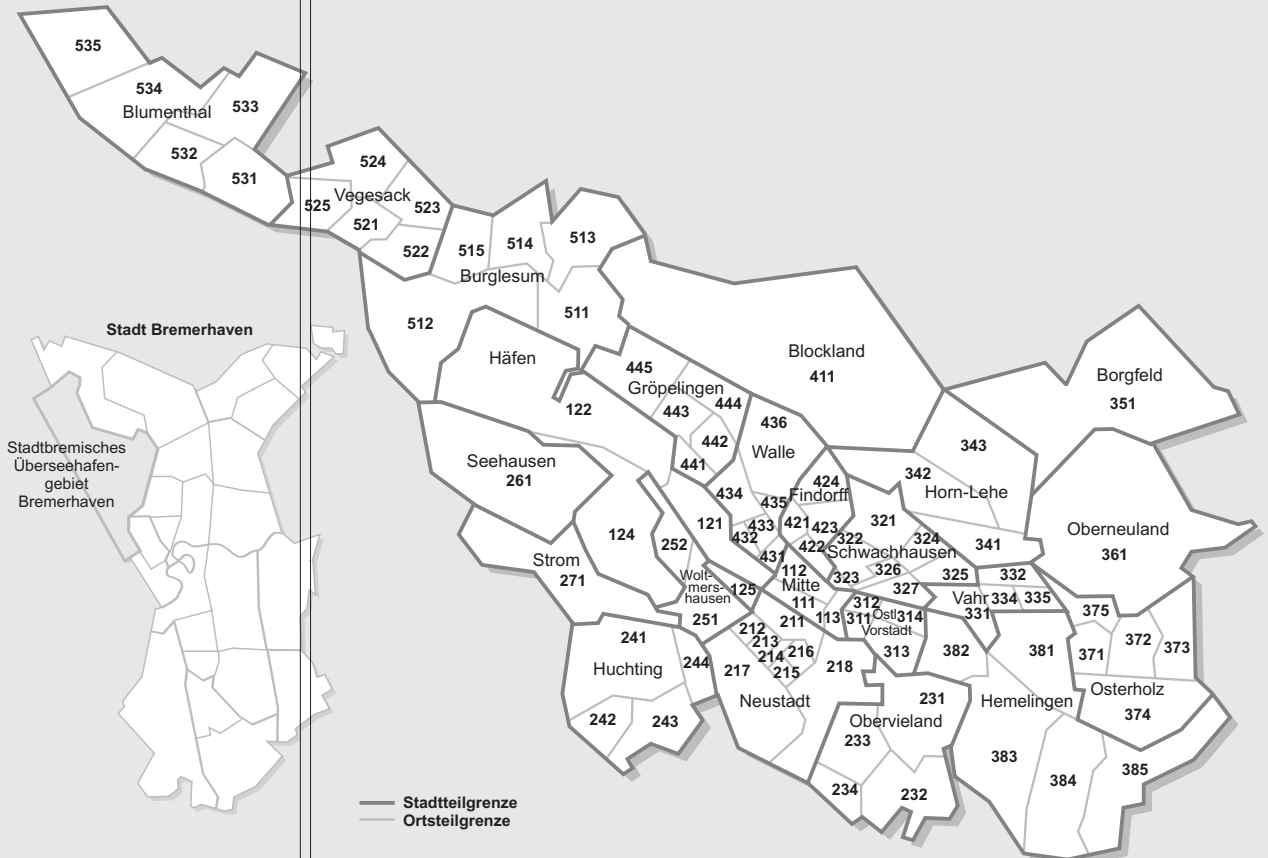 535
534
Blumenthal
533
532
531
524
Vegesack
525
523
521
522
515
514
513
Burglesum
512
511
Stadt Bremerhaven
Stadtbremisches
Überseehafen-
gebiet
Bremerhaven
Häfen
122
445
Gröpelingen
443
444
442
441
Blockland
411
Borgfeld
351
436
Walle
343
342
Horn-Lehe
Seehausen
261
434
435
424
Findorff
121
433
432
431
421
423
422
321
322
324
Schwachhausen
323
326
327
325
341
Oberneuland
361
124
252
Strom
271
Wolt-
mers-
hausen
125
251
112
Mitte
111
113
332
Vahr
334
335
331
312
311
Östl.
314
Vorstadt
313
375
371
372
373
241
Huchting
244
242
243
212
211
213
214
216
215
217
218
Neustadt
382
381
231
Hemelingen
Osterholz
374
Obervieland
233
234
232
383
384
385
Stadtteilgrenze
Ortsteilgrenze